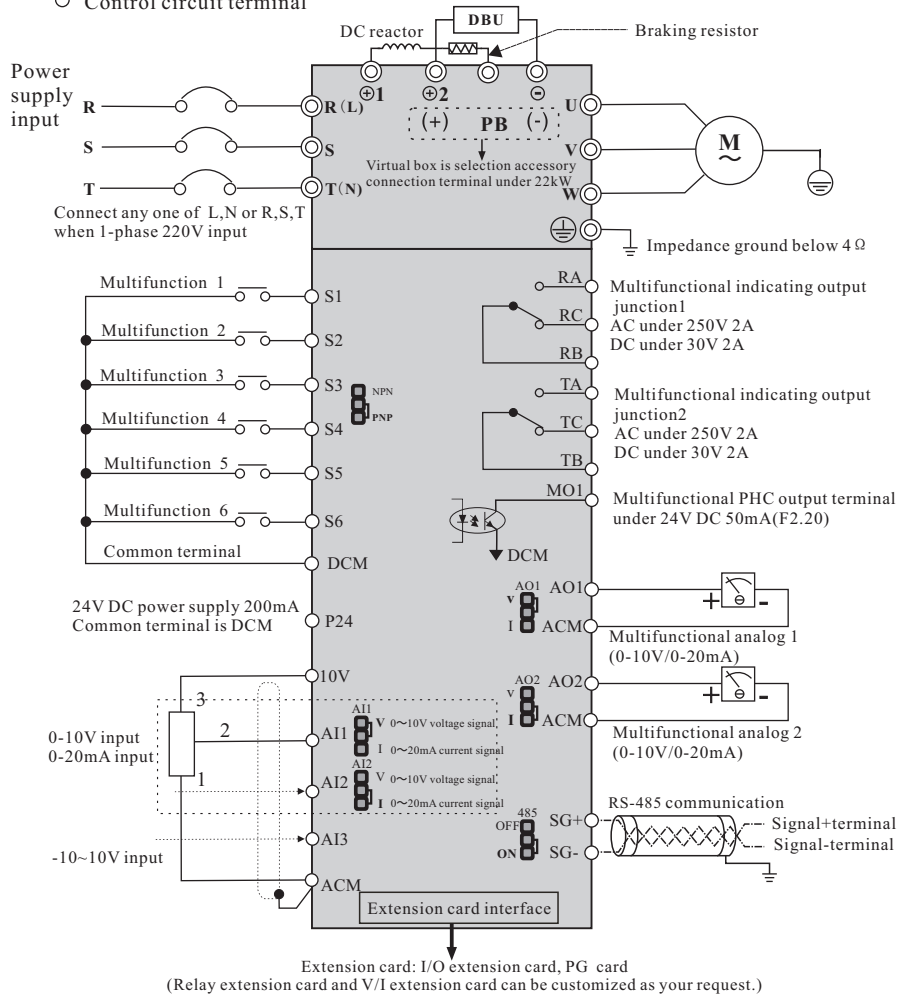 Control circuit terminal
DBU
DC reactor
Braking resistor
Power
supply
input
R
S
T
⊕1
⊕2
⊖
R(L)
S
T(N)
(+) PB (-)
Virtual box is selection accessory
connection terminal under 22kW
U
V
W
M
~
Connect any one of L,N or R,S,T
when 1-phase 220V input
Impedance ground below 4Ω
Multifunction 1
S1
Multifunction 2
S2
Multifunction 3
S3
Multifunction 4
S4
Multifunction 5
S5
Multifunction 6
S6
Common terminal
DCM
NPN
PNP
RA
RC
RB
Multifunctional indicating output
junction1
AC under 250V 2A
DC under 30V 2A
TA
TC
TB
Multifunctional indicating output
junction2
AC under 250V 2A
DC under 30V 2A
MO1
Multifunctional PHC output terminal
under 24V DC 50mA(F2.20)
DCM
24V DC power supply 200mA
Common terminal is DCM
P24
AO1
V
I
AO1
ACM
+
-
Multifunctional analog 1
(0-10V/0-20mA)
AO2
V
I
AO2
ACM
+
-
Multifunctional analog 2
(0-10V/0-20mA)
10V
3
2
1
0-10V input
0-20mA input
AI1
AI1
V 0～10V voltage signal
I 0～20mA current signal
AI2
AI2
V 0～10V voltage signal
I 0～20mA current signal
AI3
-10~10V input
ACM
485
OFF
ON
SG+
SG-
RS-485 communication
Signal+terminal
Signal-terminal
Extension card interface
Extension card: I/O extension card, PG card
(Relay extension card and V/I extension card can be customized as your request.)